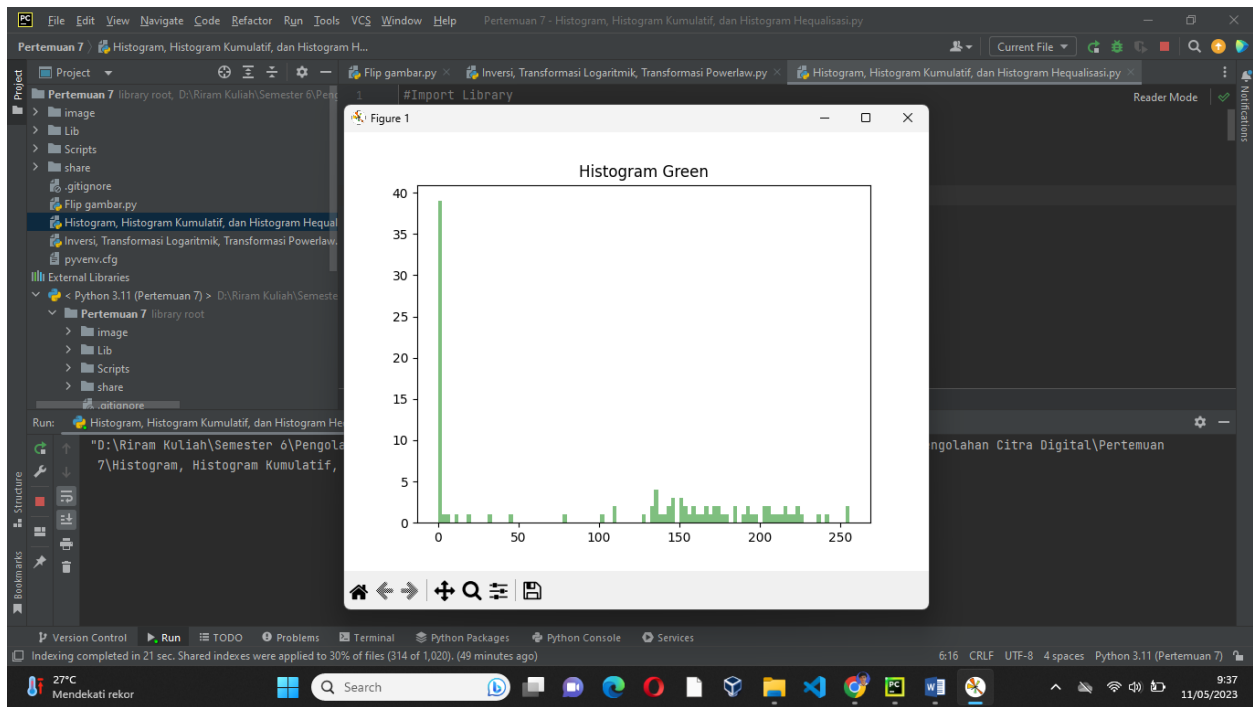 PC File Edit View Navigate Code Refactor Run Tools VCS Window Help Pertemuan 7 - Histogram, Histogram Kumulatif, dan Histogram Hequalisasi.py
Pertemuan 7 Histogram, Histogram Kumulatif, dan Histogram H... Current File
Project Flip gambar.py Inversi, Transformasi Logaritmik, Transformasi Powerlaw.py Histogram, Histogram Kumulatif, dan Histogram Hequalisasi.py
Project
Notifications
Pertemuan 7 library root, D:\Riram Kuliah\Semester 6\Peng
1 #Import Library
Reader Mode
image
Lib
Scripts
share
.gitignore
Flip gambar.py
Histogram, Histogram Kumulatif, dan Histogram Hequal
Inversi, Transformasi Logaritmik, Transformasi Powerlaw.
pyvenv.cfg
External Libraries
< Python 3.11 (Pertemuan 7) > D:\Riram Kuliah\Semeste
Pertemuan 7 library root
image
Lib
Scripts
share
.gitignore
Figure 1
Histogram Green
40
35
30
25
20
15
10
5
0
0 50 100 150 200 250
Run: Histogram, Histogram Kumulatif, dan Histogram He
"D:\Riram Kuliah\Semester 6\Pengola
ngolahan Citra Digital\Pertemuan
7\Histogram, Histogram Kumulatif,
Structure
Bookmarks
Version Control Run TODO Problems Terminal Python Packages Python Console Services
Indexing completed in 21 sec. Shared indexes were applied to 30% of files (314 of 1,020). (49 minutes ago) 6:16 CRLF UTF-8 4 spaces Python 3.11 (Pertemuan 7)
27°C
Mendekati rekor
Search
PC
W
9:37
11/05/2023